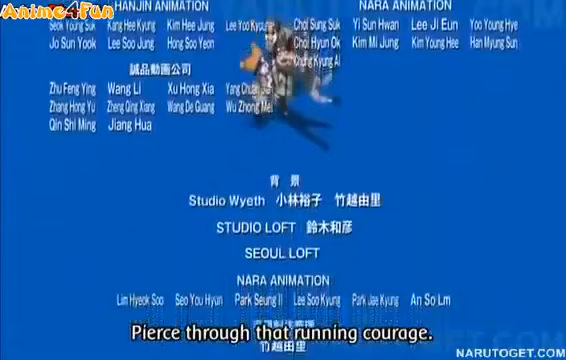 Anime4Fun
HANJIN ANIMATION NARA ANIMATION
Seok Young Suk Kang Hee Kyung Kim Hee Jung Lee Yoo Kyoung Choi Sung Suk Yi Sun Hwan Lee Ji Eun Yoo Young Hye
Jo Sun Yook Lee Soo Jung Hong Soo Yeon Choi Hyun Ok Kim Mi Jung Kim Young Hee Han Myung Sun
Chung Kyung Ai
誠品動画公司
Zhu Feng Ying Wang Li Xu Hong Xia Yang Chuan
Zhang Hong Yu Zheng Qing Xiang Wang De Guang Wu Zhong Mei
Qin Shi Ming Jiang Hua
背 景
Studio Wyeth 小林裕子 竹越由里
STUDIO LOFT 鈴木和彦
SEOUL LOFT
NARA ANIMATION
Lim Hyeok Soo Seo You Hyun Park Seung Il Lee Soo Kyung Park Jae Kyung An So Im
Pierce through that running courage.
竹越由里
NARUTOGET.COM